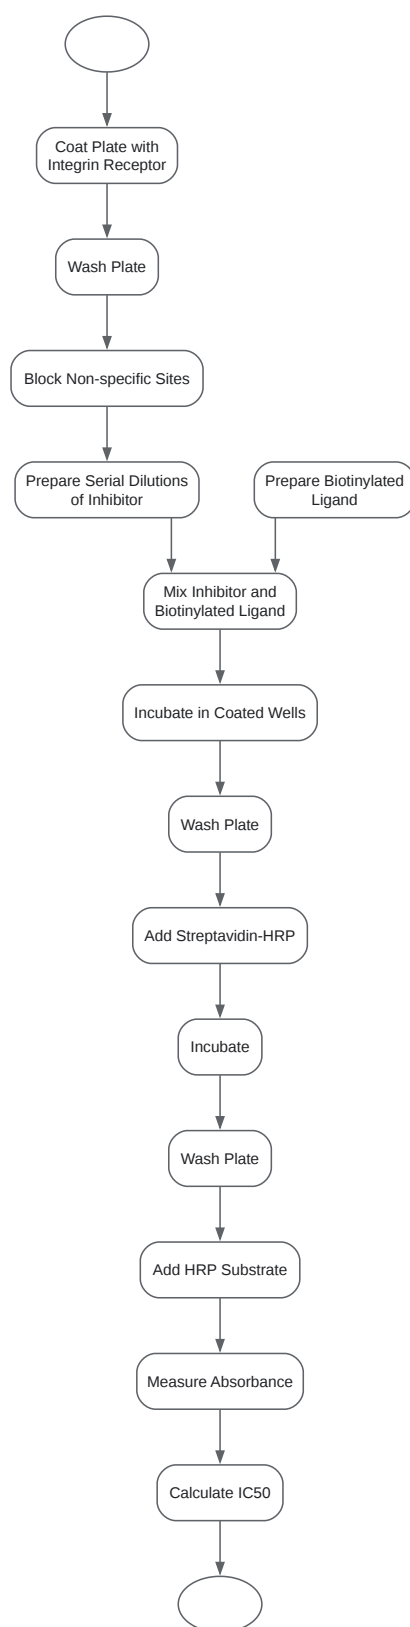 Coat Plate with
Integrin Receptor
Wash Plate
Block Non-specific Sites
Prepare Serial Dilutions
of Inhibitor
Prepare Biotinylated
Ligand
Mix Inhibitor and
Biotinylated Ligand
Incubate in Coated Wells
Wash Plate
Add Streptavidin-HRP
Incubate
Wash Plate
Add HRP Substrate
Measure Absorbance
Calculate IC50